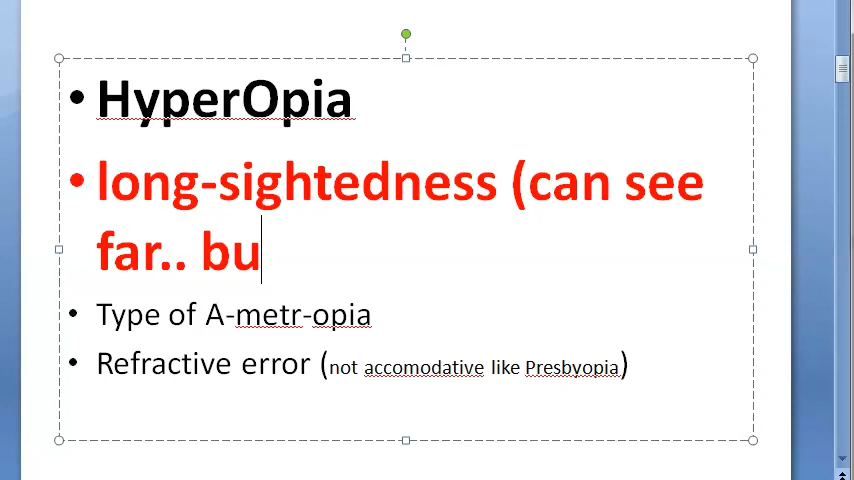 • HyperOpia
• long-sightedness (can see
far.. bu
• Type of A-metr-opia
• Refractive error (not accomodative like Presbyopia)